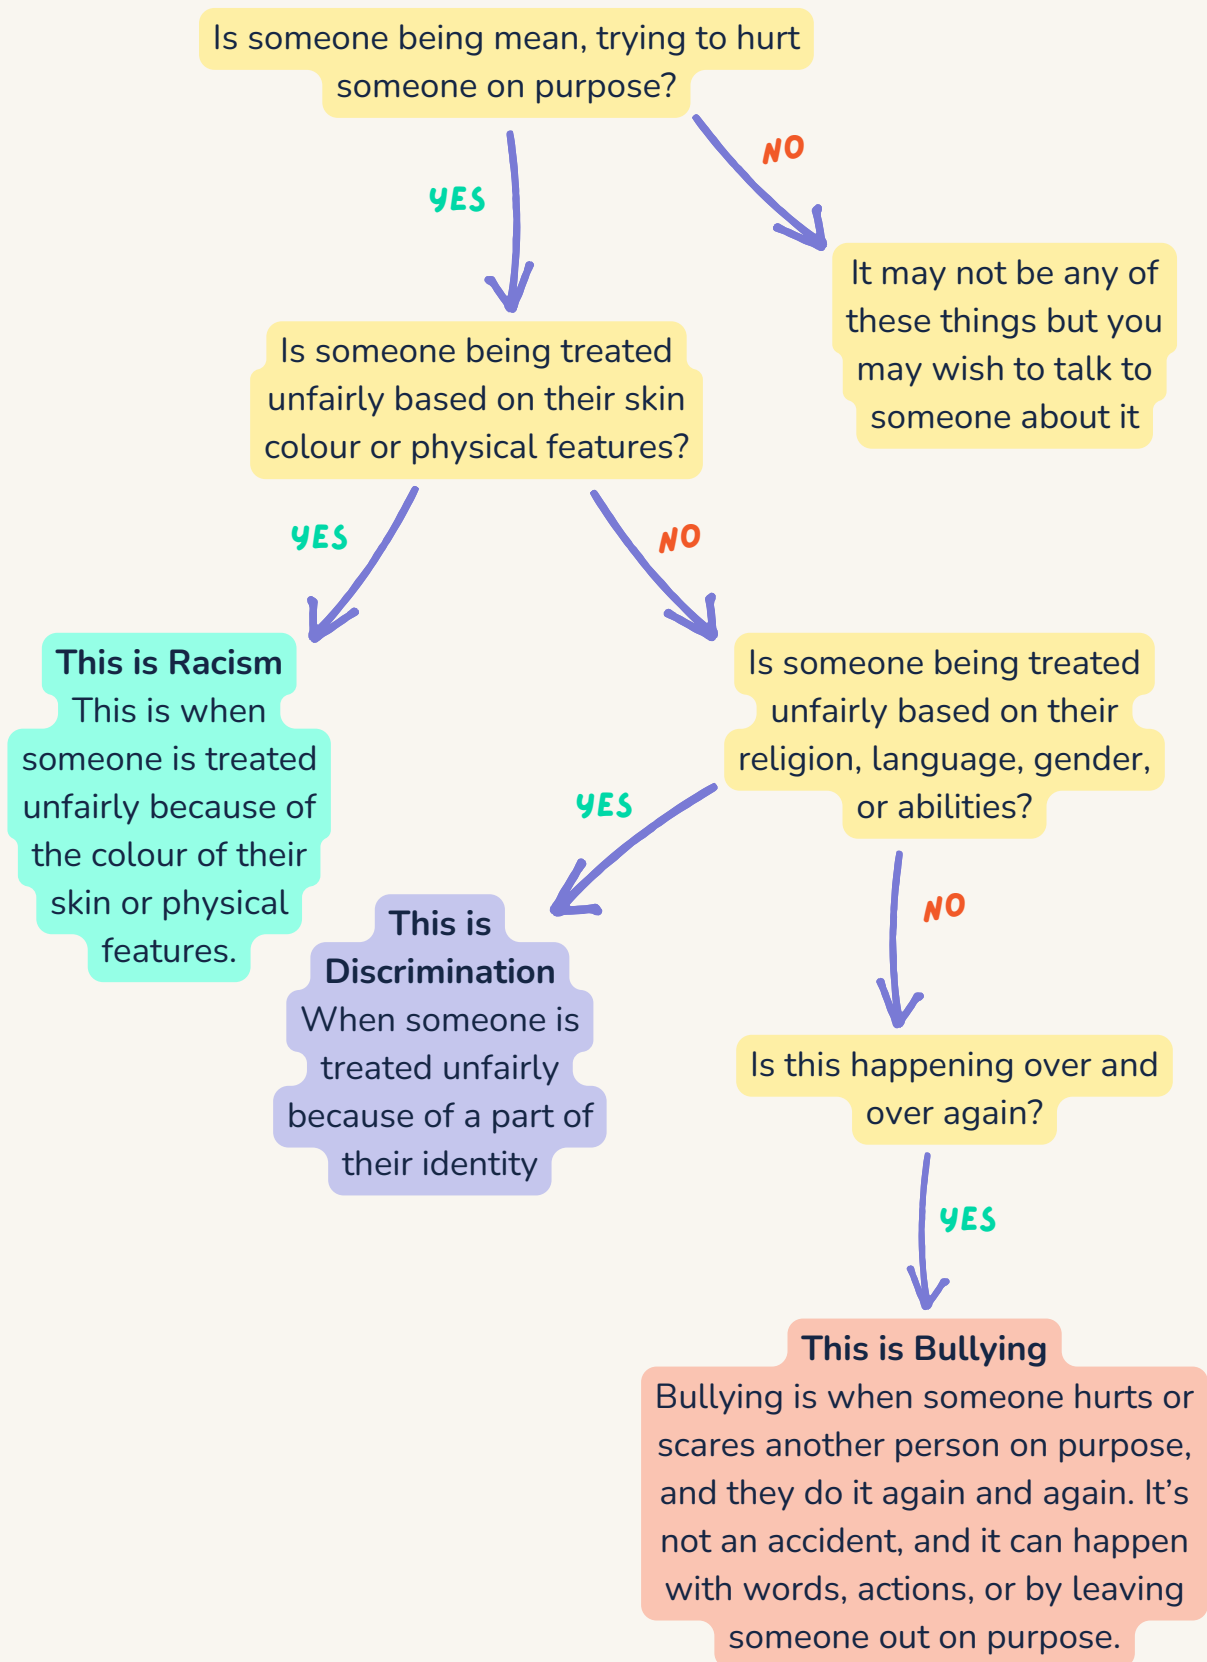 Is someone being mean, trying to hurt
someone on purpose?
NO
YES
It may not be any of
these things but you
may wish to talk to
someone about it
Is someone being treated
unfairly based on their skin
colour or physical features?
YES
NO
This is Racism
This is when
someone is treated
unfairly because of
the colour of their
skin or physical
features.
Is someone being treated
unfairly based on their
religion, language, gender,
or abilities?
YES
NO
This is
Discrimination
When someone is
treated unfairly
because of a part of
their identity
Is this happening over and
over again?
YES
This is Bullying
Bullying is when someone hurts or
scares another person on purpose,
and they do it again and again. It’s
not an accident, and it can happen
with words, actions, or by leaving
someone out on purpose.